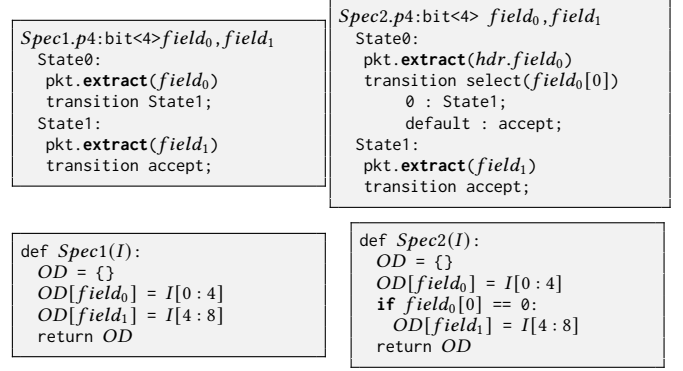 Spec1.p4:bit<4>field₀,field₁
State0:
pkt.extract(field₀)
transition State1;
State1:
pkt.extract(field₁)
transition accept;
Spec2.p4:bit<4> field₀,field₁
State0:
pkt.extract(hdr.field₀)
transition select(field₀[0])
0 : State1;
default : accept;
State1:
pkt.extract(field₁)
transition accept;
def Spec1(I):
OD = {}
OD[field₀] = I[0 : 4]
OD[field₁] = I[4 : 8]
return OD
def Spec2(I):
OD = {}
OD[field₀] = I[0 : 4]
if field₀[0] == 0:
OD[field₁] = I[4 : 8]
return OD